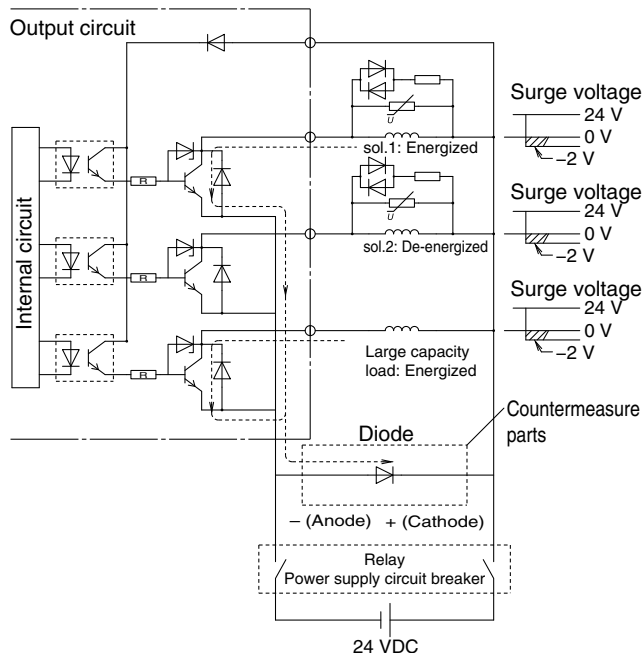 Output circuit
Internal circuit
R
R
R
U
sol.1: Energized
U
sol.2: De-energized
Large capacity
load: Energized
Surge voltage
24 V
0 V
−2 V
Surge voltage
24 V
0 V
−2 V
Surge voltage
24 V
0 V
−2 V
Countermeasure
parts
Diode
− (Anode) + (Cathode)
Relay
Power supply circuit breaker
24 VDC